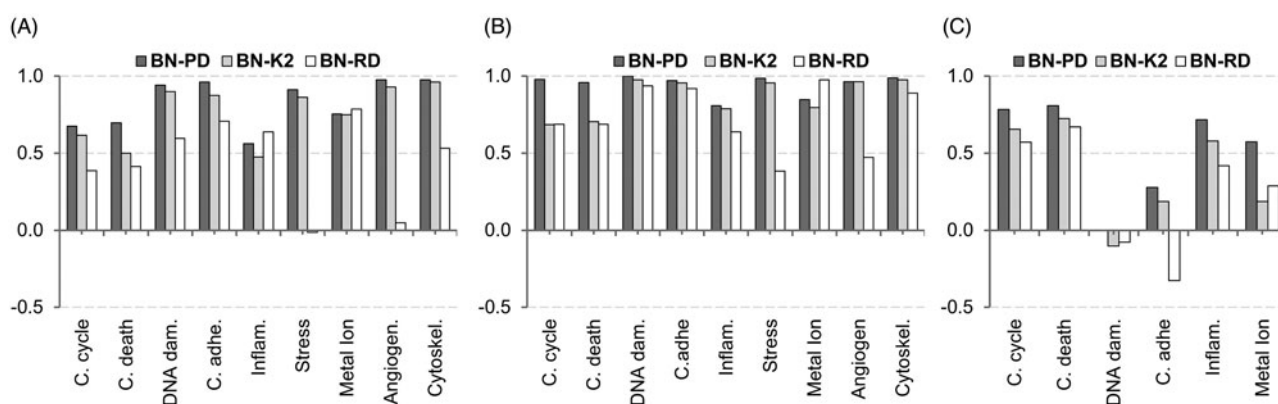 (A)
BN-PD BN-K2 BN-RD
1.0
0.5
0.0
-0.5
C. cycle
C. death
DNA dam.
C. adhe.
Inflam.
Stress
Metal Ion
Angiogen.
Cytoskel.
(B)
BN-PD BN-K2 BN-RD
1.0
0.5
0.0
-0.5
C. cycle
C. death
DNA dam.
C.adhe
Inflam.
Stress
Metal Ion
Angiogen
Cytoskel.
(C)
BN-PD BN-K2 BN-RD
1.0
0.5
0.0
-0.5
C. cycle
C. death
DNA dam.
C. adhe
Inflam.
Metal Ion